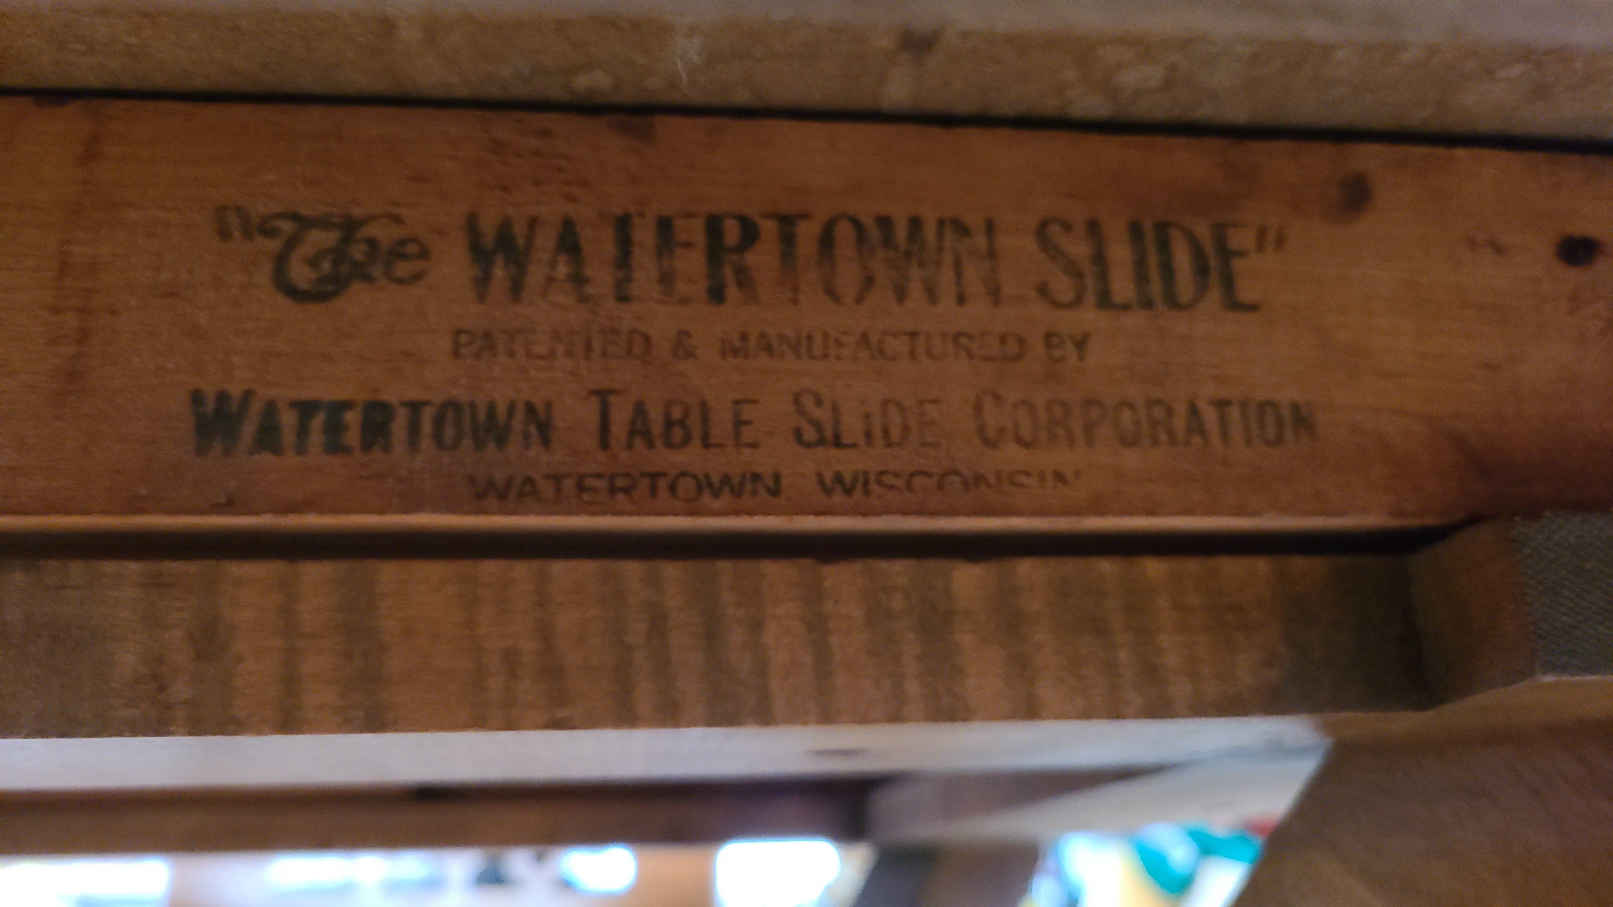 "The WATERTOWN SLIDE"
PATENTED & MANUFACTURED BY
WATERTOWN TABLE SLIDE CORPORATION
WATERTOWN WISCONSIN